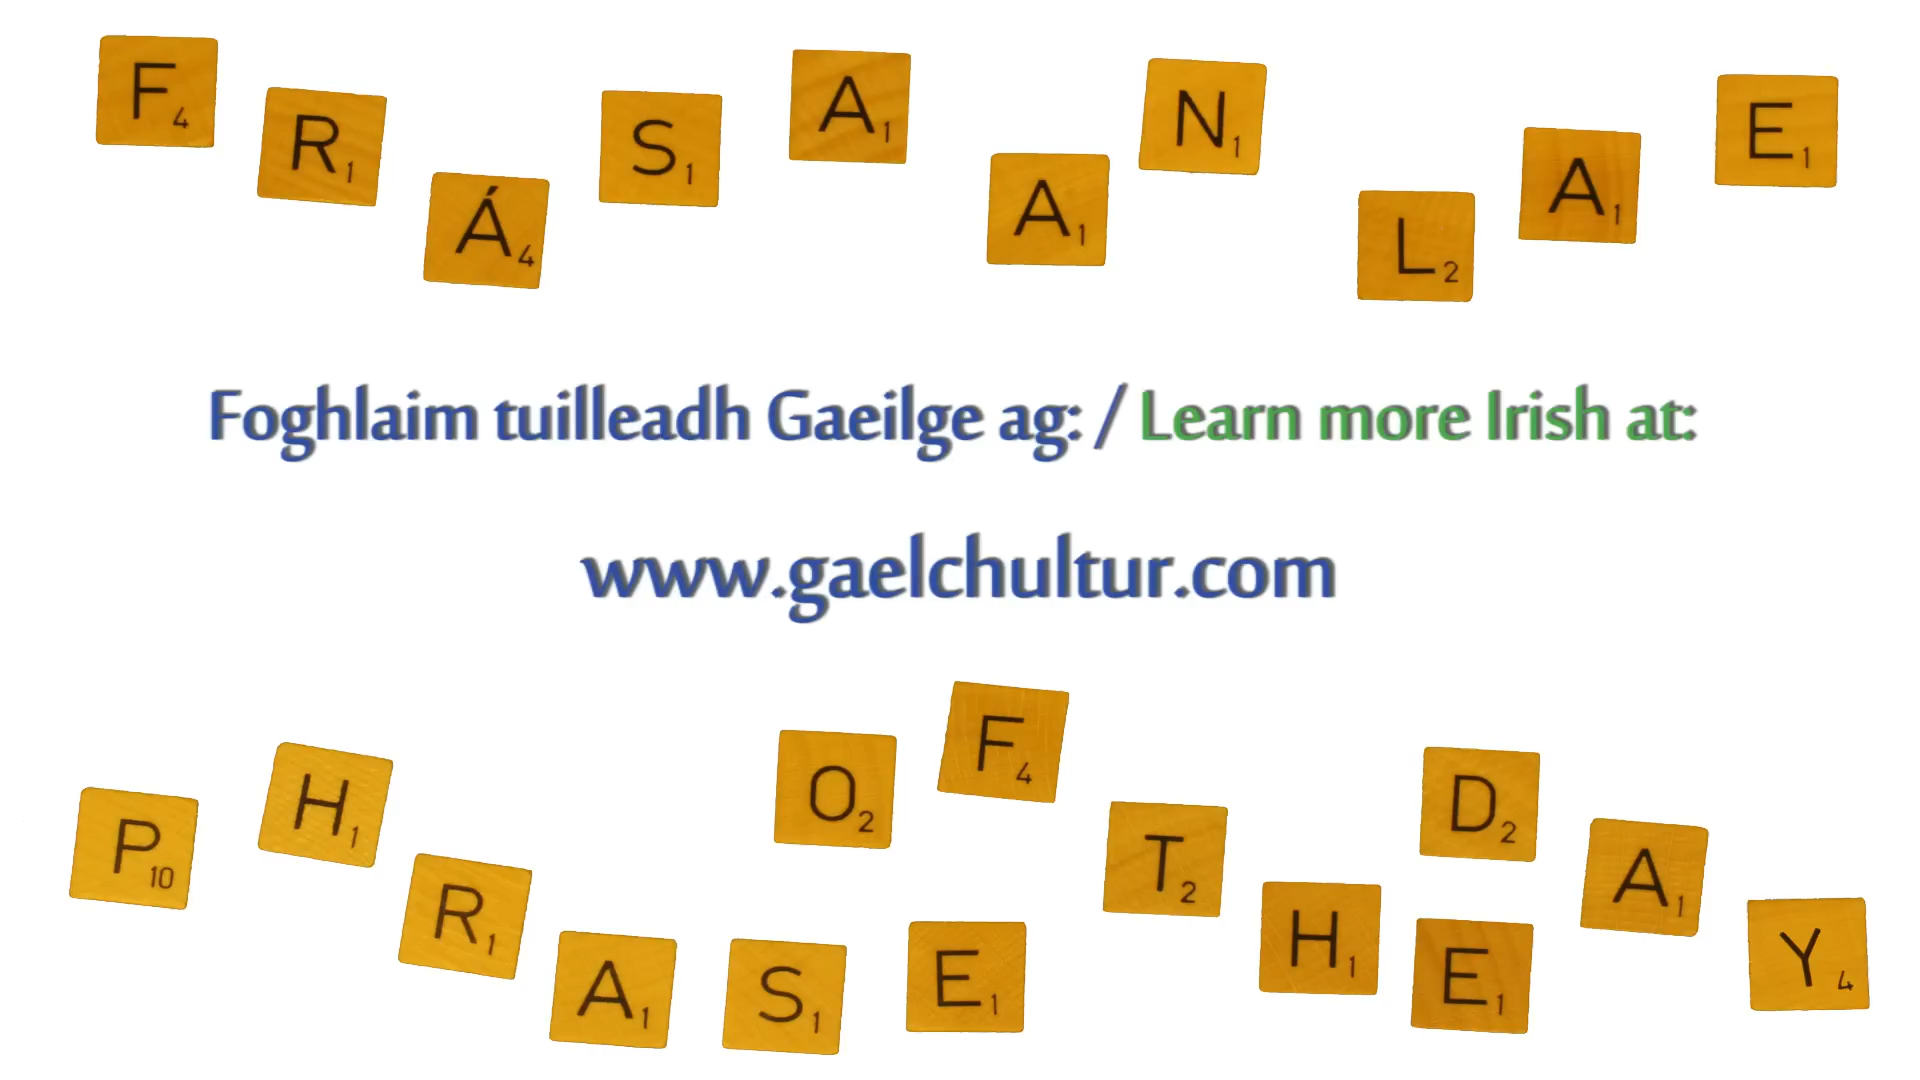 FRÁSA AN LAE
Foghlaim tuilleadh Gaeilge ag: / Learn more Irish at:
www.gaelchultur.com
PHRASE OF THE DAY